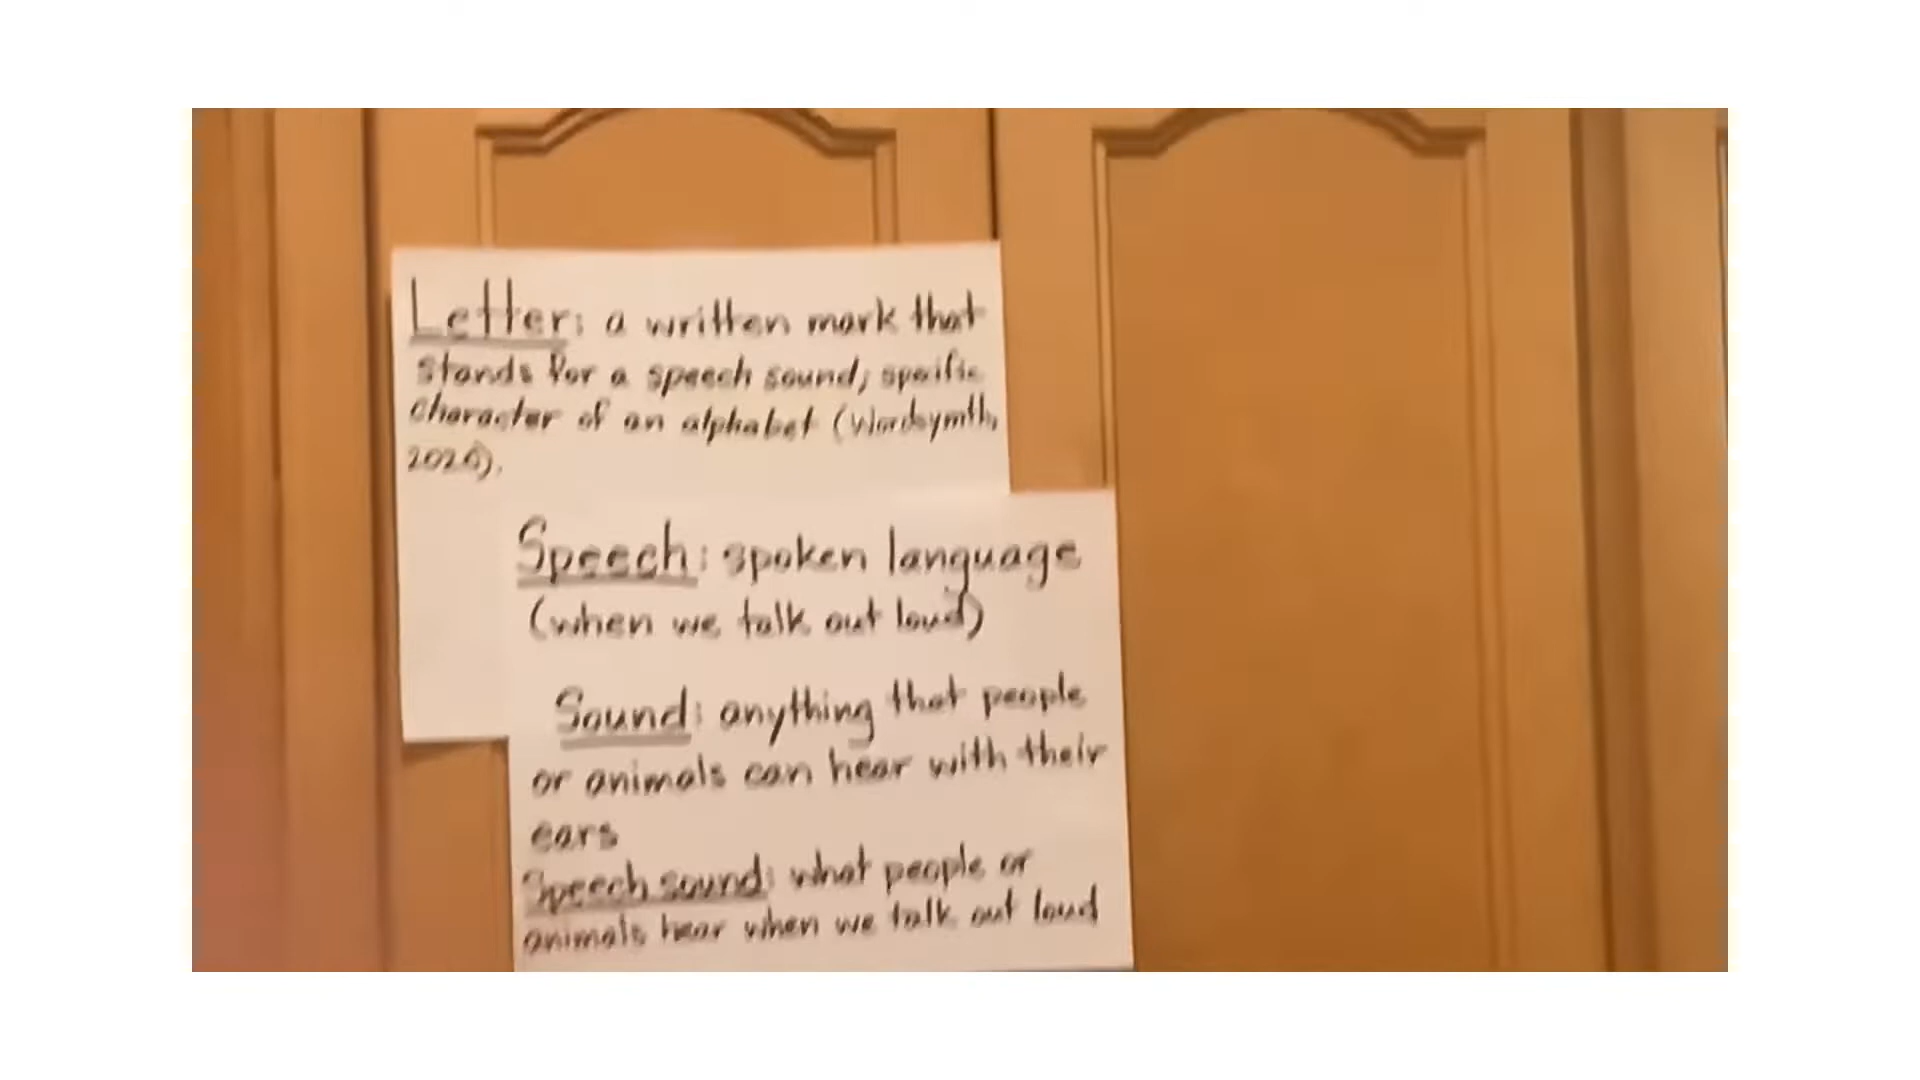 Letter: a written mark that
stands for a speech sound; specific
character of an alphabet (Wordsymth,
Speech: spoken language
(when we talk out loud)
Sound: anything that people
or animals can hear with their
ears
Speech sound: what people or
animals hear when we talk out loud